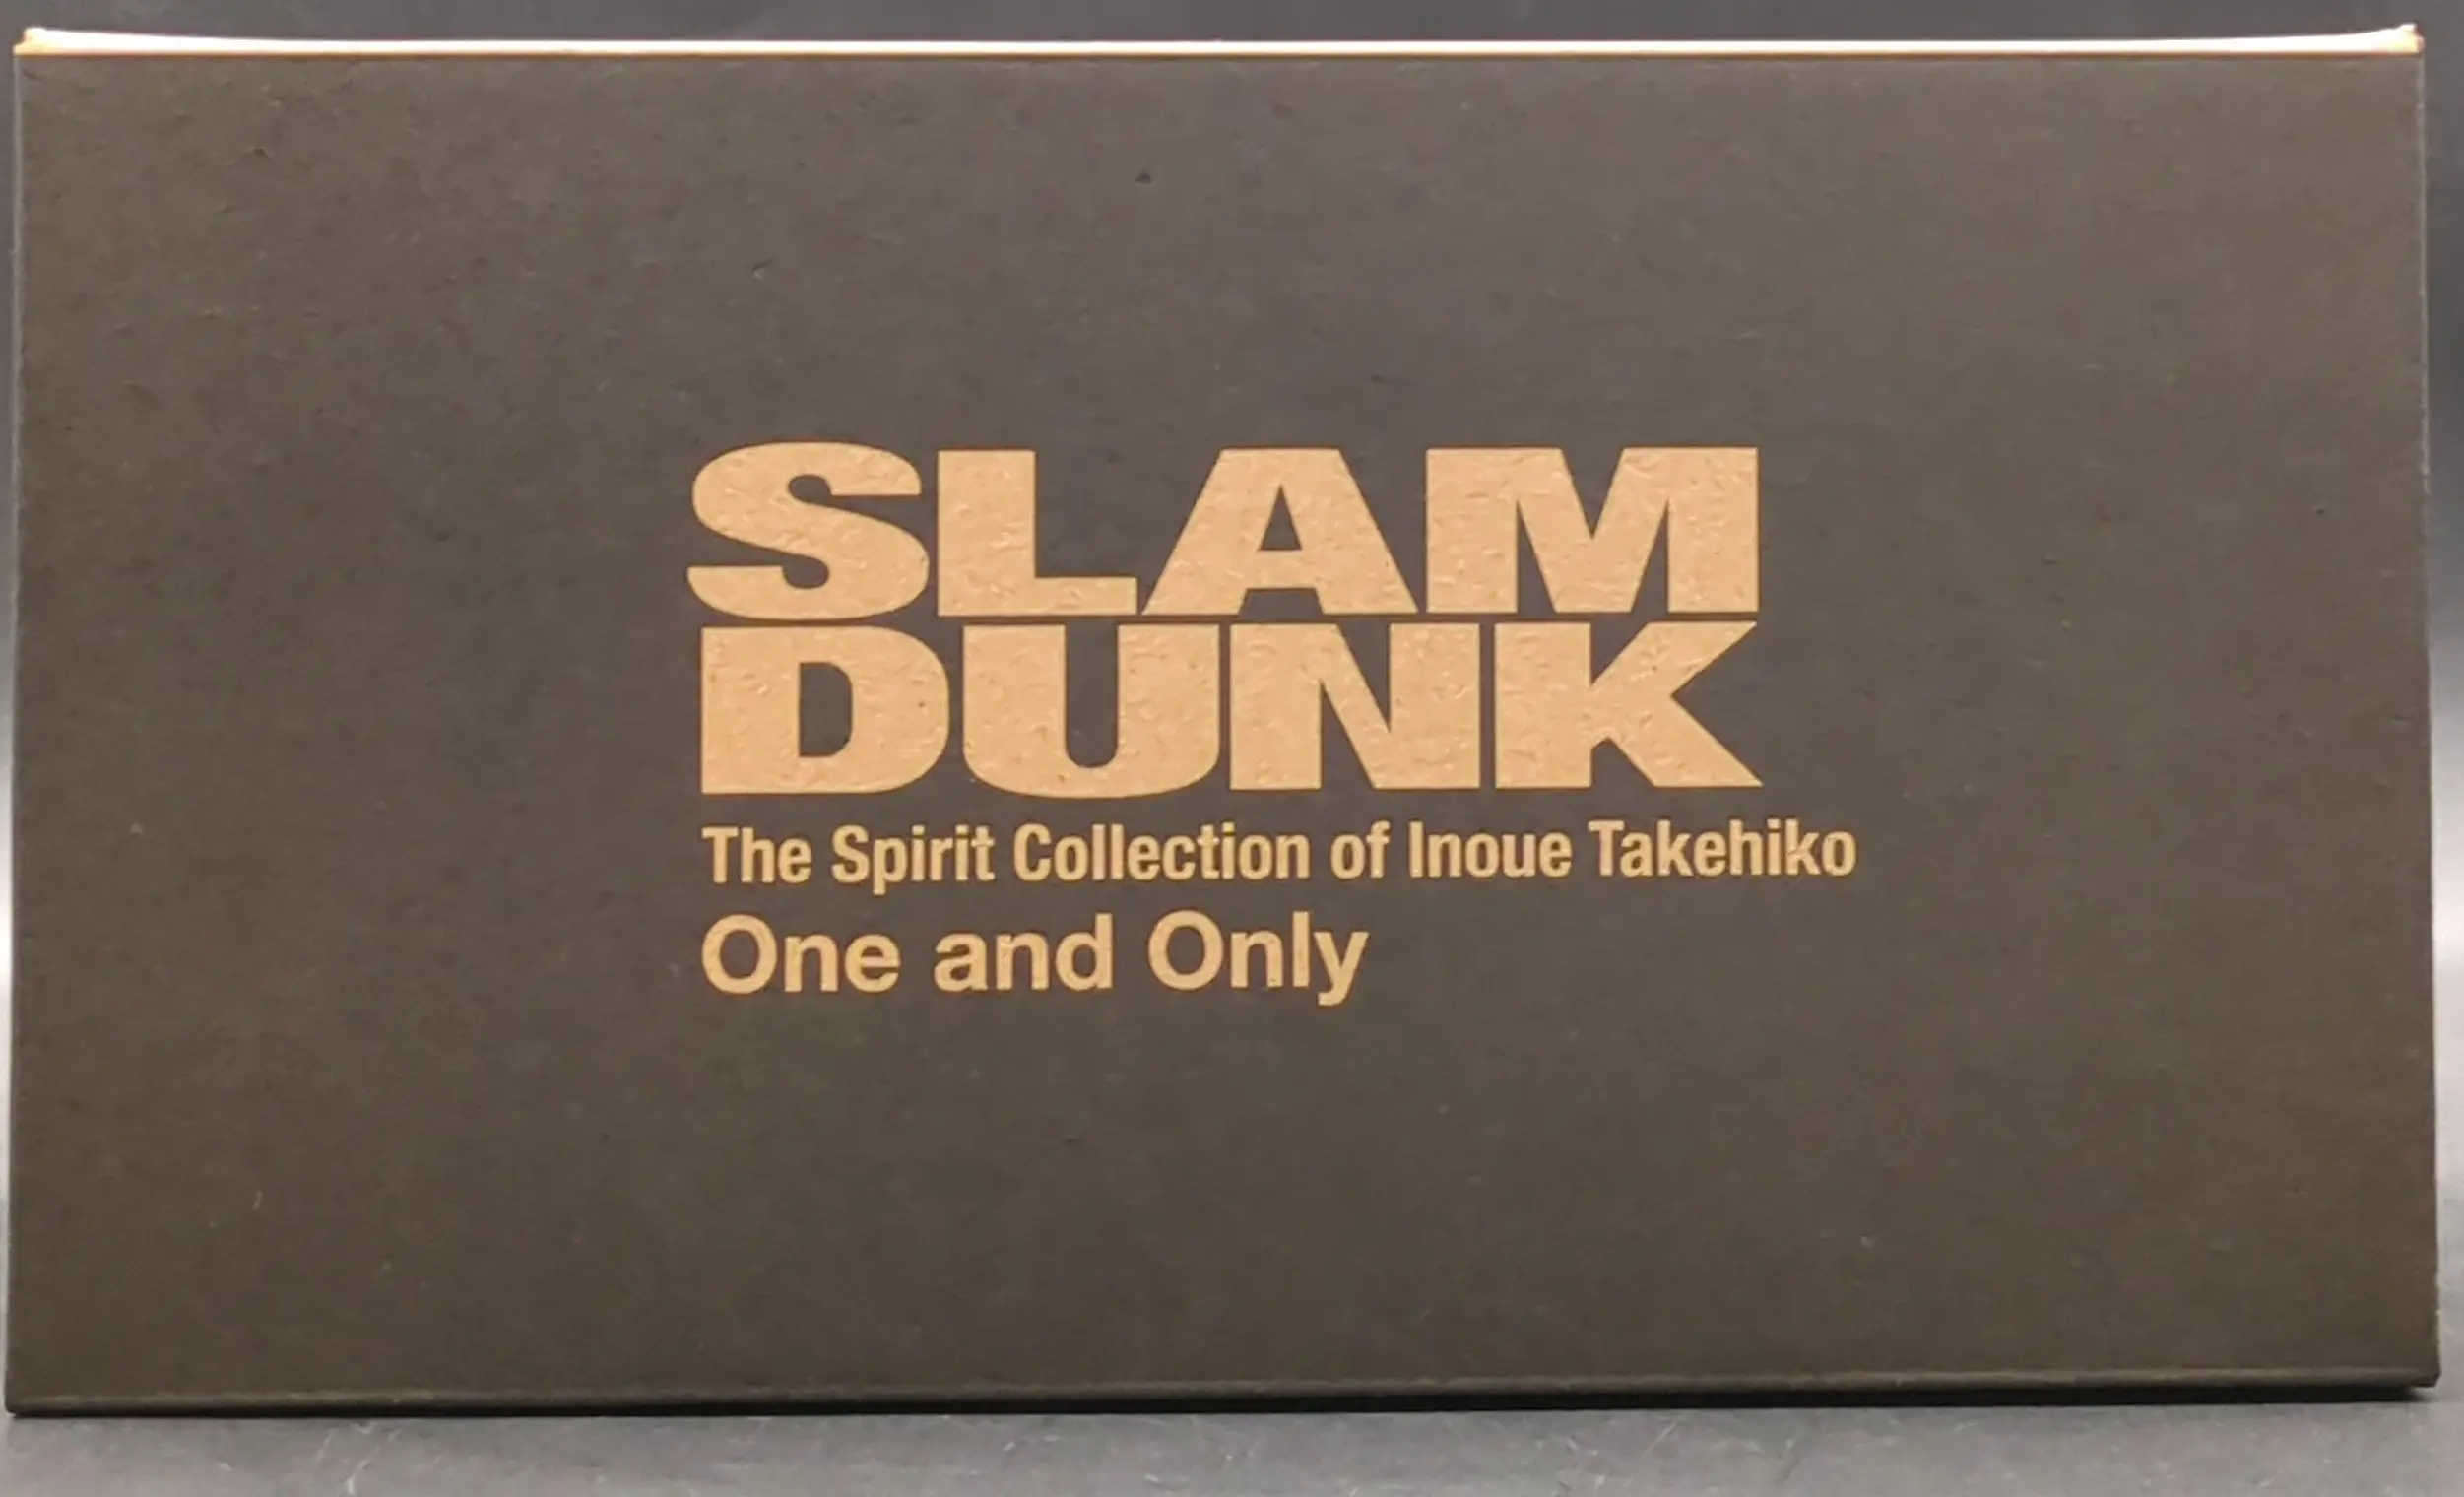 SLAM
DUNK
The Spirit Collection of Inoue Takehiko
One and Only